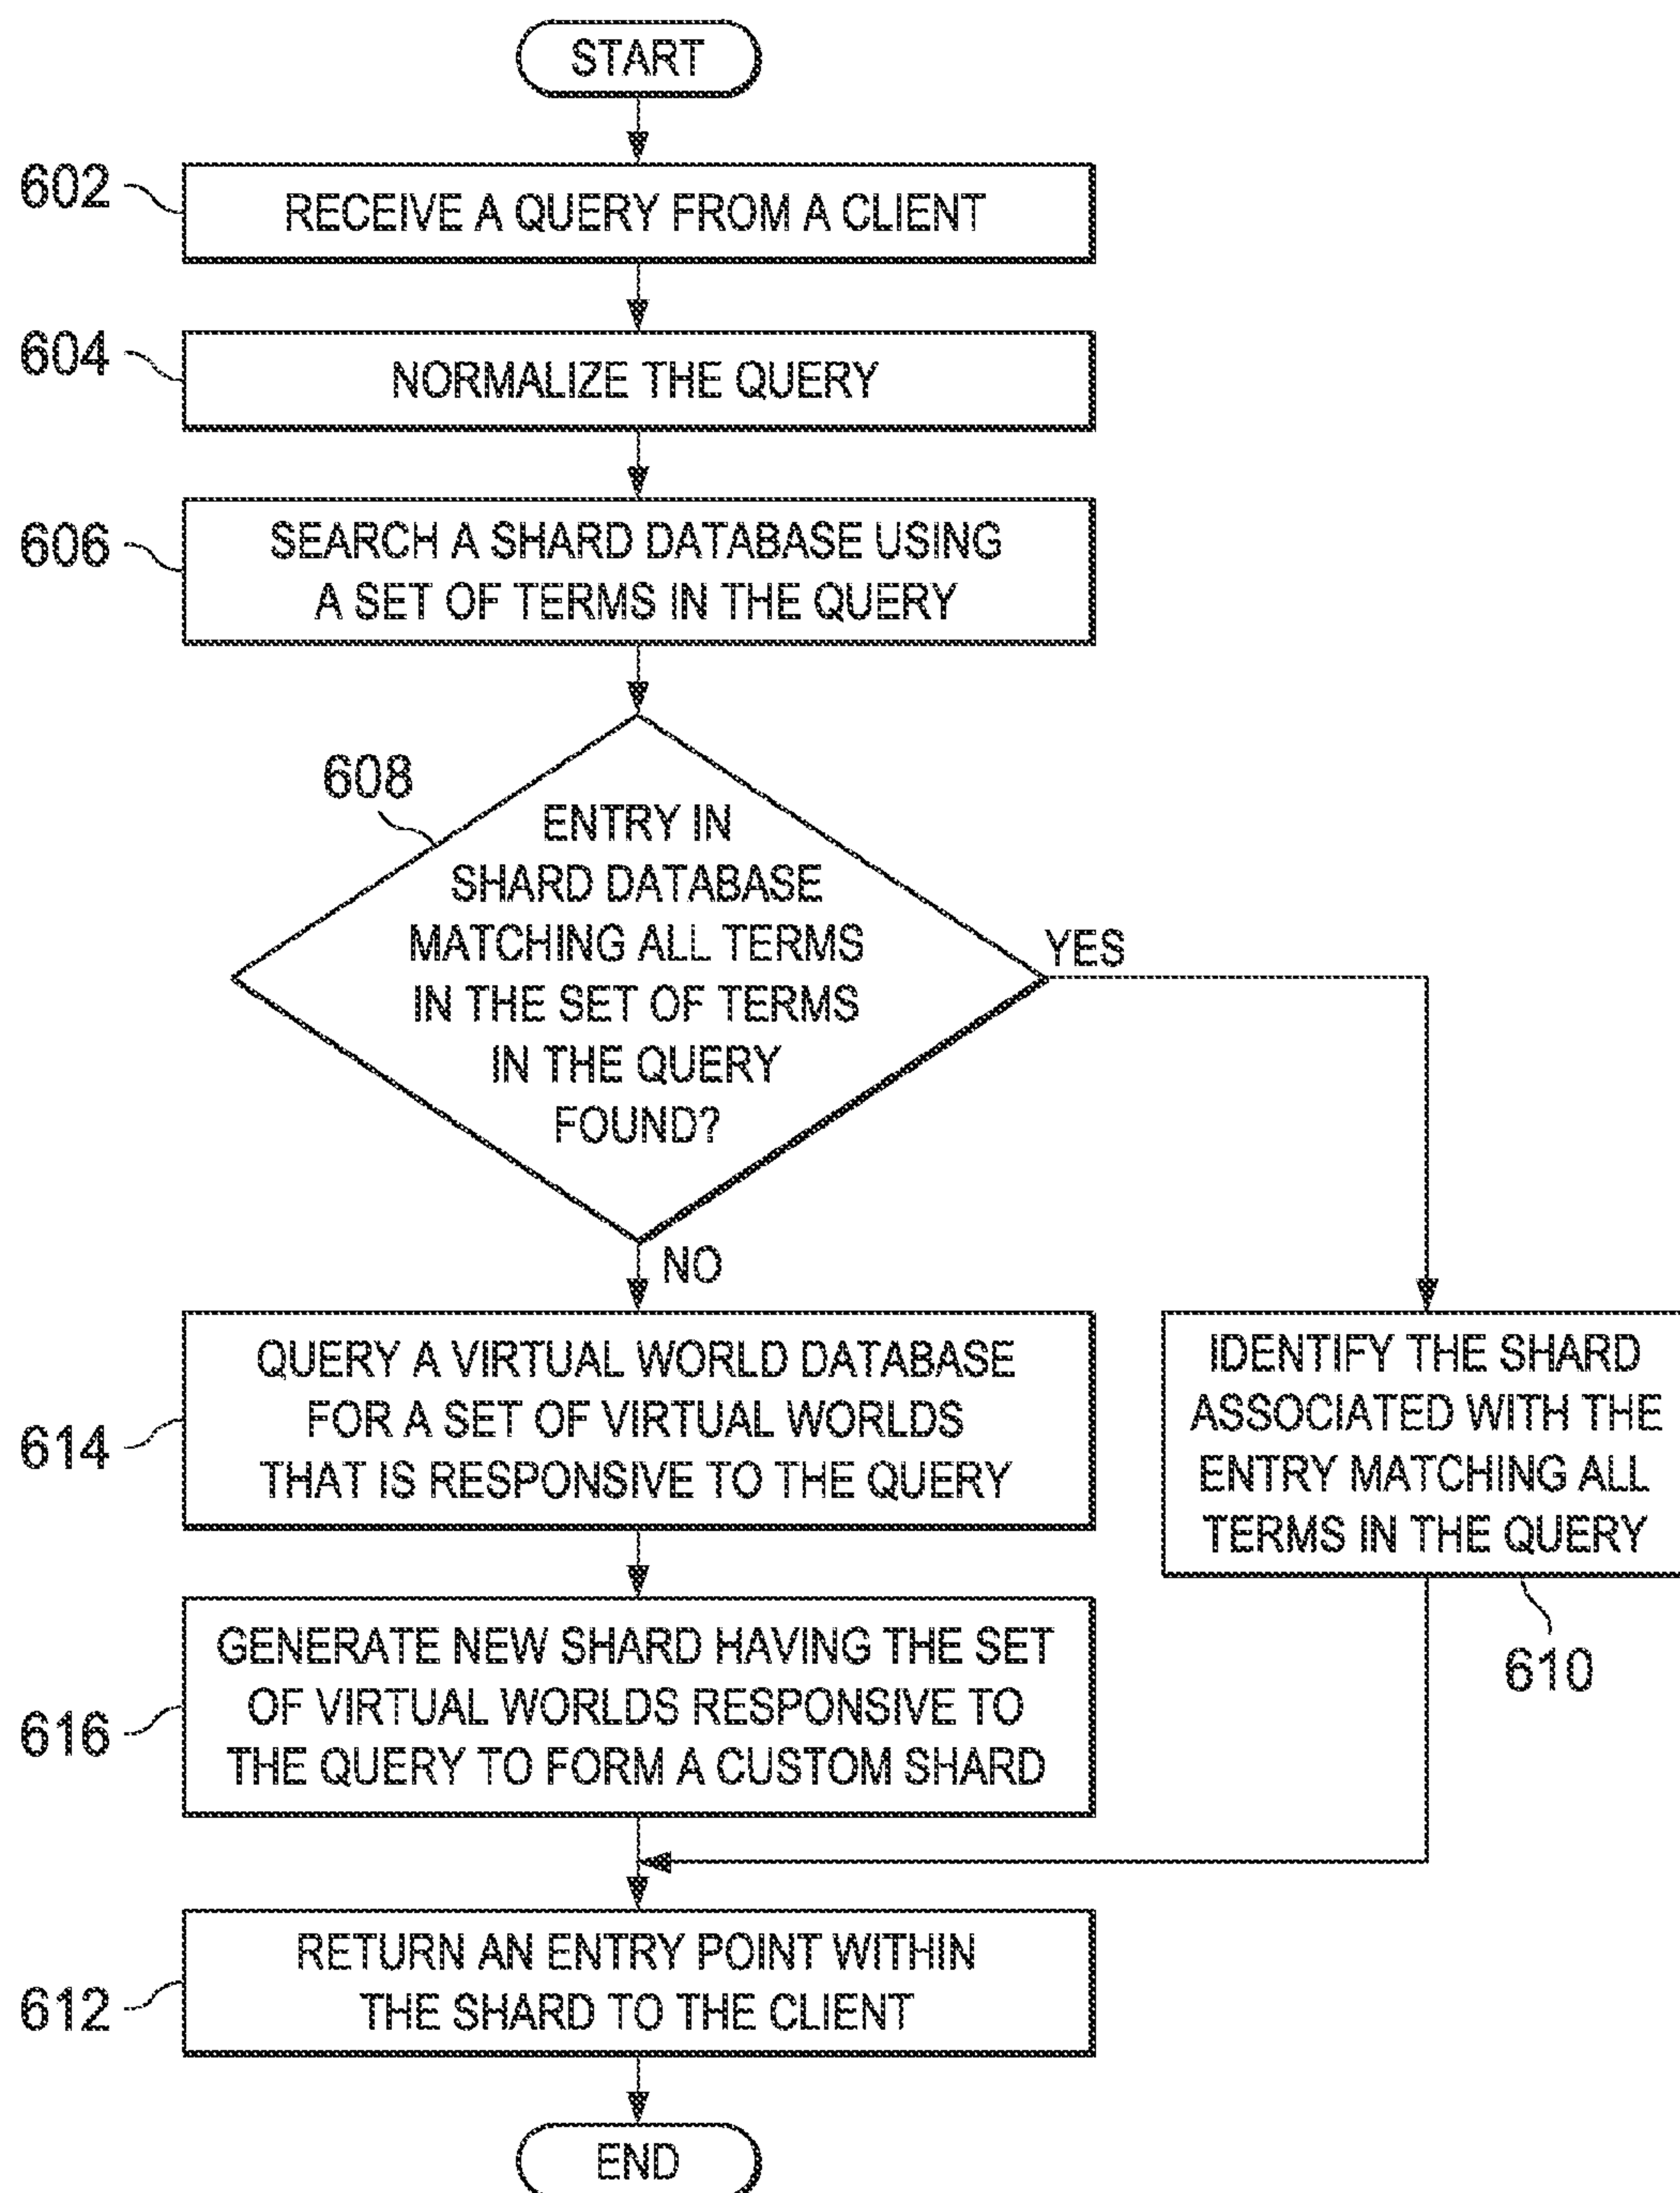 START
602
RECEIVE A QUERY FROM A CLIENT
604
NORMALIZE THE QUERY
606
SEARCH A SHARD DATABASE USING
A SET OF TERMS IN THE QUERY
608
ENTRY IN
SHARD DATABASE
MATCHING ALL TERMS
IN THE SET OF TERMS
IN THE QUERY
FOUND?
YES
NO
614
QUERY A VIRTUAL WORLD DATABASE
FOR A SET OF VIRTUAL WORLDS
THAT IS RESPONSIVE TO THE QUERY
IDENTIFY THE SHARD
ASSOCIATED WITH THE
ENTRY MATCHING ALL
TERMS IN THE QUERY
610
616
GENERATE NEW SHARD HAVING THE SET
OF VIRTUAL WORLDS RESPONSIVE TO
THE QUERY TO FORM A CUSTOM SHARD
612
RETURN AN ENTRY POINT WITHIN
THE SHARD TO THE CLIENT
END